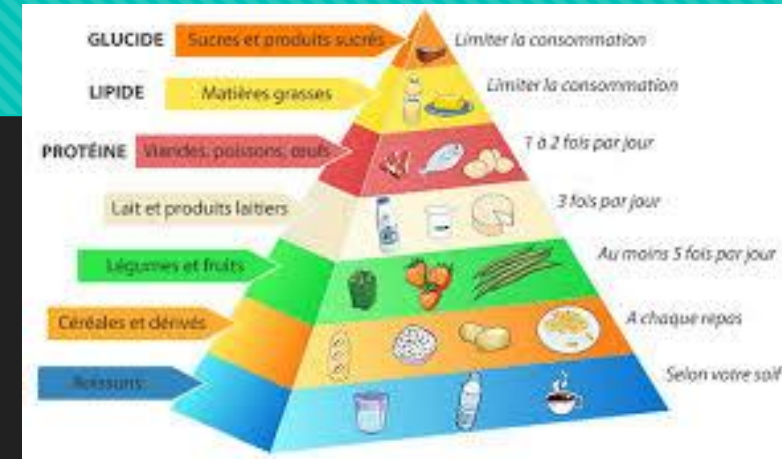 GLUCIDE Sucres et produits sucrés Limiter la consommation
LIPIDE Matières grasses Limiter la consommation
PROTÉINE Viandes, poissons, œufs 1 à 2 fois par jour
Lait et produits laitiers 3 fois par jour
Légumes et fruits Au moins 5 fois par jour
Céréales et dérivés A chaque repas
Boissons Selon votre soif